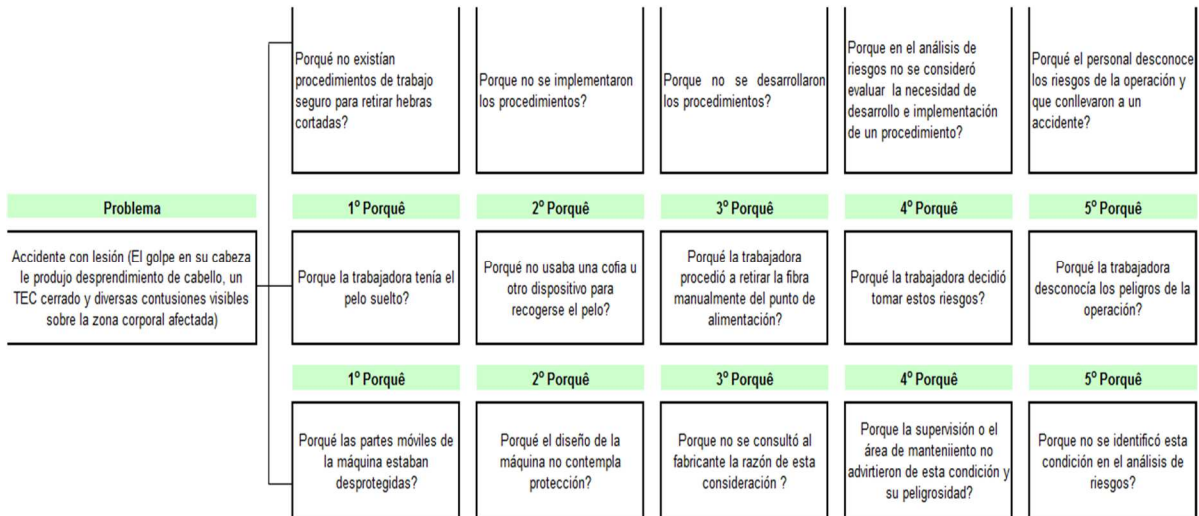 Porqué no existían
procedimientos de trabajo
seguro para retirar hebras
cortadas?
Porque no se implementaron
los procedimientos?
Porque no se desarrollaron
los procedimientos?
Porque en el análisis de
riesgos no se consideró
evaluar la necesidad de
desarrollo e implementación
de un procedimiento?
Porqué el personal desconoce
los riesgos de la operación y
que conllevaron a un
accidente?
Problema
1º Porquê
2º Porquê
3º Porquê
4º Porquê
5º Porquê
Accidente con lesión (El golpe en su cabeza
le produjo desprendimiento de cabello, un
TEC cerrado y diversas contusiones visibles
sobre la zona corporal afectada)
Porque la trabajadora tenía el
pelo suelto?
Porqué no usaba una cofia u
otro dispositivo para
recogerse el pelo?
Porqué la trabajadora
procedió a retirar la fibra
manualmente del punto de
alimentación?
Porqué la trabajadora decidió
tomar estos riesgos?
Porqué la trabajadora
desconocía los peligros de la
operación?
1º Porquê
2º Porquê
3º Porquê
4º Porquê
5º Porquê
Porqué las partes móviles de
la máquina estaban
desprotegidas?
Porqué el diseño de la
máquina no contempla
protección?
Porque no se consultó al
fabricante la razón de esta
consideración ?
Porque la supervisión o el
área de manteniiento no
advirtieron de esta condición y
su peligrosidad?
Porque no se identificó esta
condición en el análisis de
riesgos?